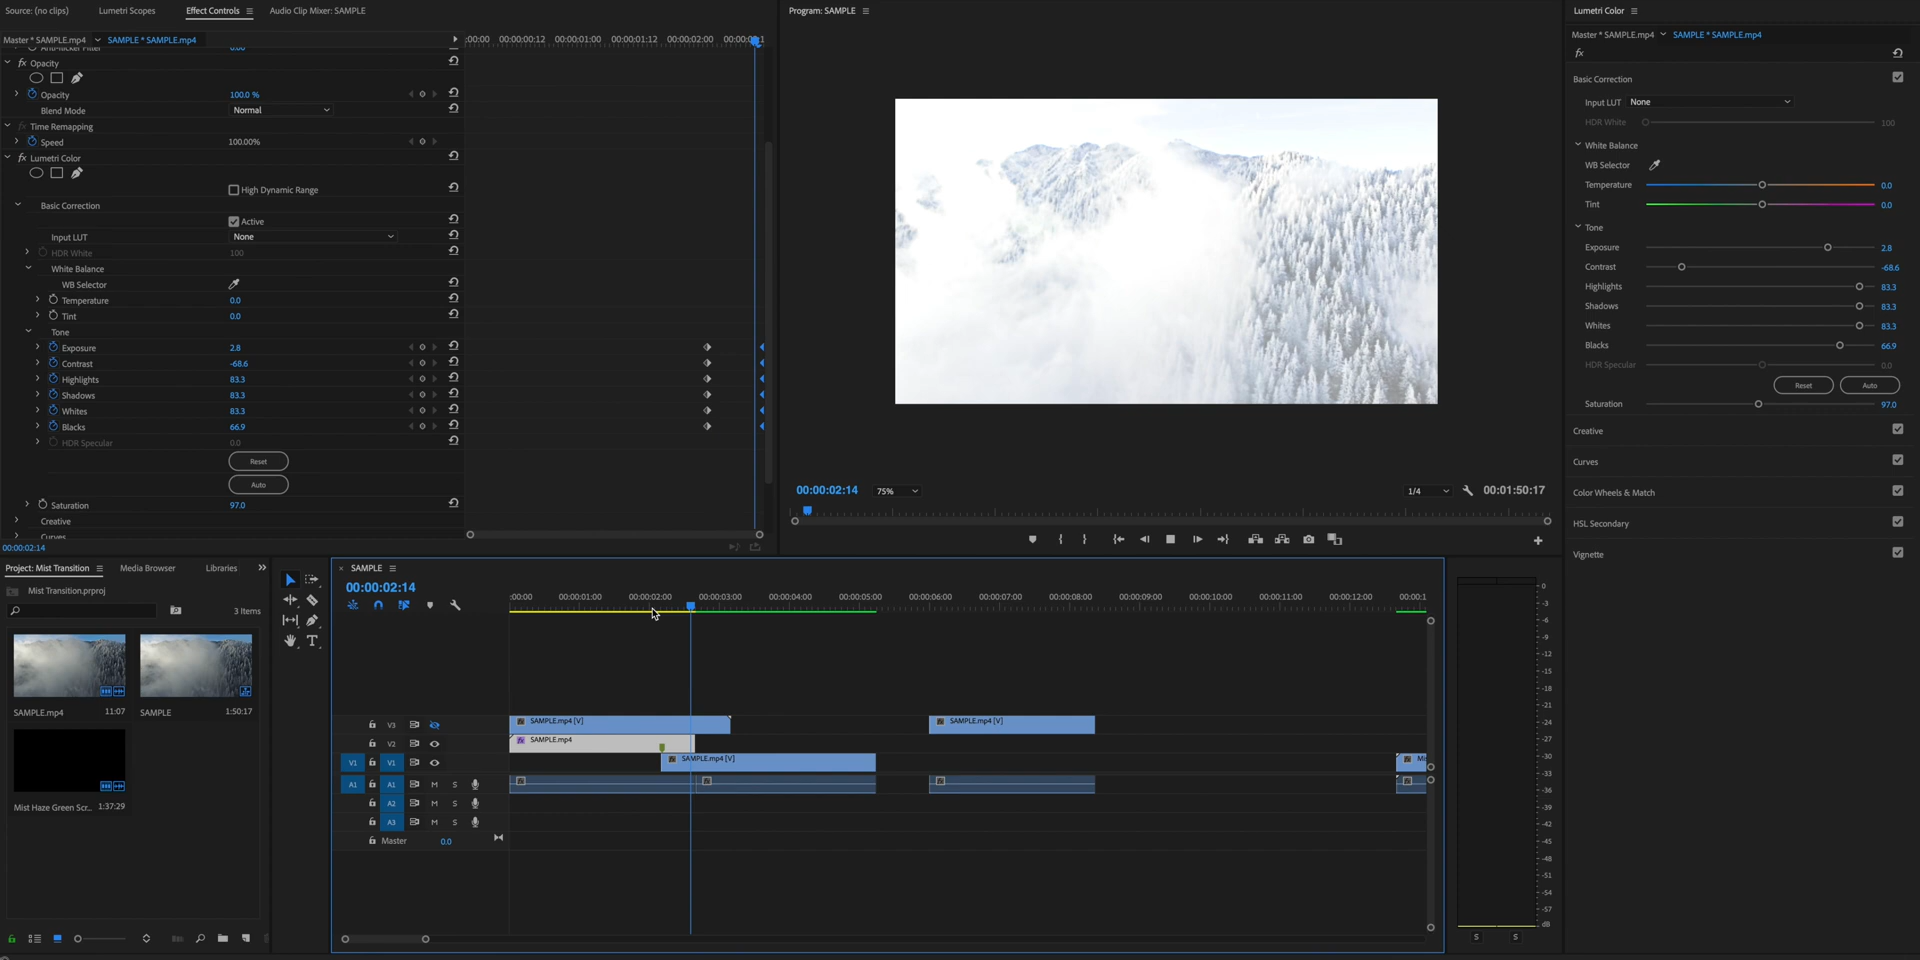 Source: (no clips)
Lumetri Scopes
Effect Controls
Audio Clip Mixer: SAMPLE
Master * SAMPLE.mp4
SAMPLE * SAMPLE.mp4
:00:00
00:00:00:12
00:00:01:00
00:00:01:12
00:00:02:00
Anti-flicker Filter
0.00
fx Opacity
Opacity
100.0 %
Blend Mode
Normal
fx Time Remapping
Speed
100.00%
fx Lumetri Color
High Dynamic Range
Basic Correction
Active
Input LUT
None
HDR White
100
White Balance
WB Selector
Temperature
0.0
Tint
0.0
Tone
Exposure
2.8
Contrast
-68.6
Highlights
83.3
Shadows
83.3
Whites
83.3
Blacks
66.9
HDR Specular
0.0
Reset
Auto
Saturation
97.0
Creative
Curves
00:00:02:14
Program: SAMPLE
00:00:02:14
75%
1/4
00:01:50:17
Lumetri Color
Master * SAMPLE.mp4
SAMPLE * SAMPLE.mp4
fx
Basic Correction
Input LUT
None
HDR White
100
White Balance
WB Selector
Temperature
0.0
Tint
0.0
Tone
Exposure
2.8
Contrast
-68.6
Highlights
83.3
Shadows
83.3
Whites
83.3
Blacks
66.9
HDR Specular
0.0
Reset
Auto
Saturation
97.0
Creative
Curves
Color Wheels & Match
HSL Secondary
Vignette
Project: Mist Transition
Media Browser
Libraries
Mist Transition.prproj
3 Items
SAMPLE.mp4
11:07
SAMPLE
1:50:17
Mist Haze Green Scr...
1:37:29
SAMPLE
00:00:02:14
:00:00
00:00:01:00
00:00:02:00
00:00:03:00
00:00:04:00
00:00:05:00
00:00:06:00
00:00:07:00
00:00:08:00
00:00:09:00
00:00:10:00
00:00:11:00
00:00:12:00
00:00:1
V3
SAMPLE.mp4 [V]
SAMPLE.mp4 [V]
V2
SAMPLE.mp4
V1
V1
SAMPLE.mp4 [V]
A1
A1
M
S
A2
M
S
A3
M
S
Master
0.0
0
-3
-6
-9
-12
-15
-18
-21
-24
-27
-30
-33
-36
-39
-42
-45
-48
-51
-54
-57
dB
S
S